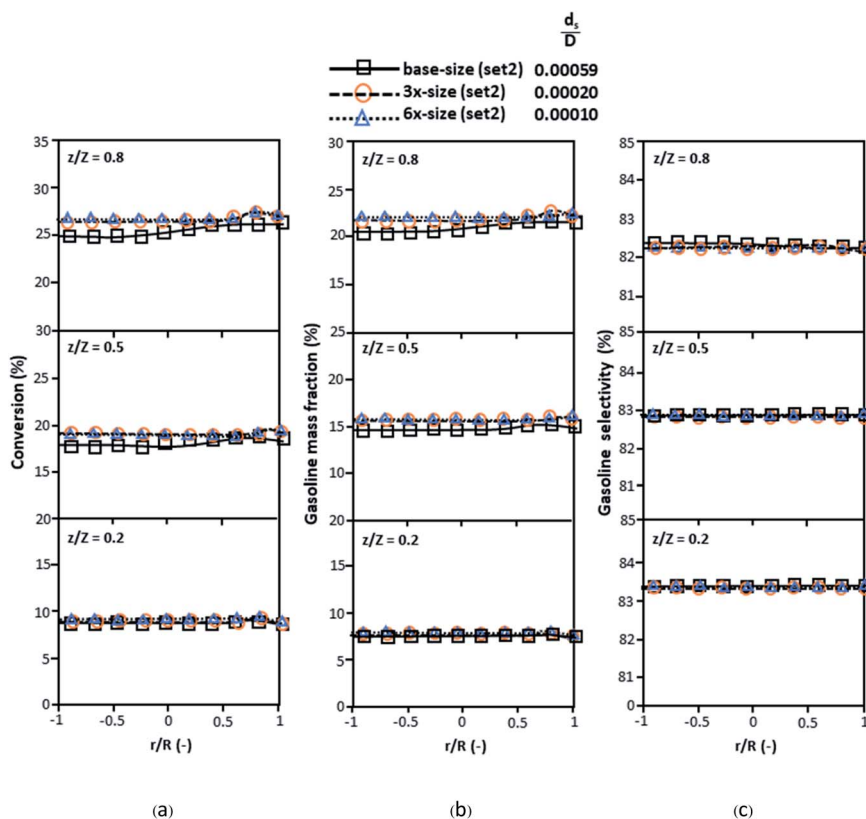 d_s
D
base-size (set2) 0.00059
3x-size (set2) 0.00020
6x-size (set2) 0.00010
Conversion (%)
35
z/Z = 0.8
30
25
20
30
z/Z = 0.5
25
20
15
20
z/Z = 0.2
15
10
5
0
-1 -0.5 0 0.5 1
r/R (-)
(a)
Gasoline mass fraction (%)
30
z/Z = 0.8
25
20
15
25
z/Z = 0.5
20
15
10
20
z/Z = 0.2
15
10
5
0
-1 -0.5 0 0.5 1
r/R (-)
(b)
Gasoline selectivity (%)
85
z/Z = 0.8
84
83
82
81
85
z/Z = 0.5
84
83
82
81
85
z/Z = 0.2
84
83
82
81
0
-1 -0.5 0 0.5 1
r/R (-)
(c)